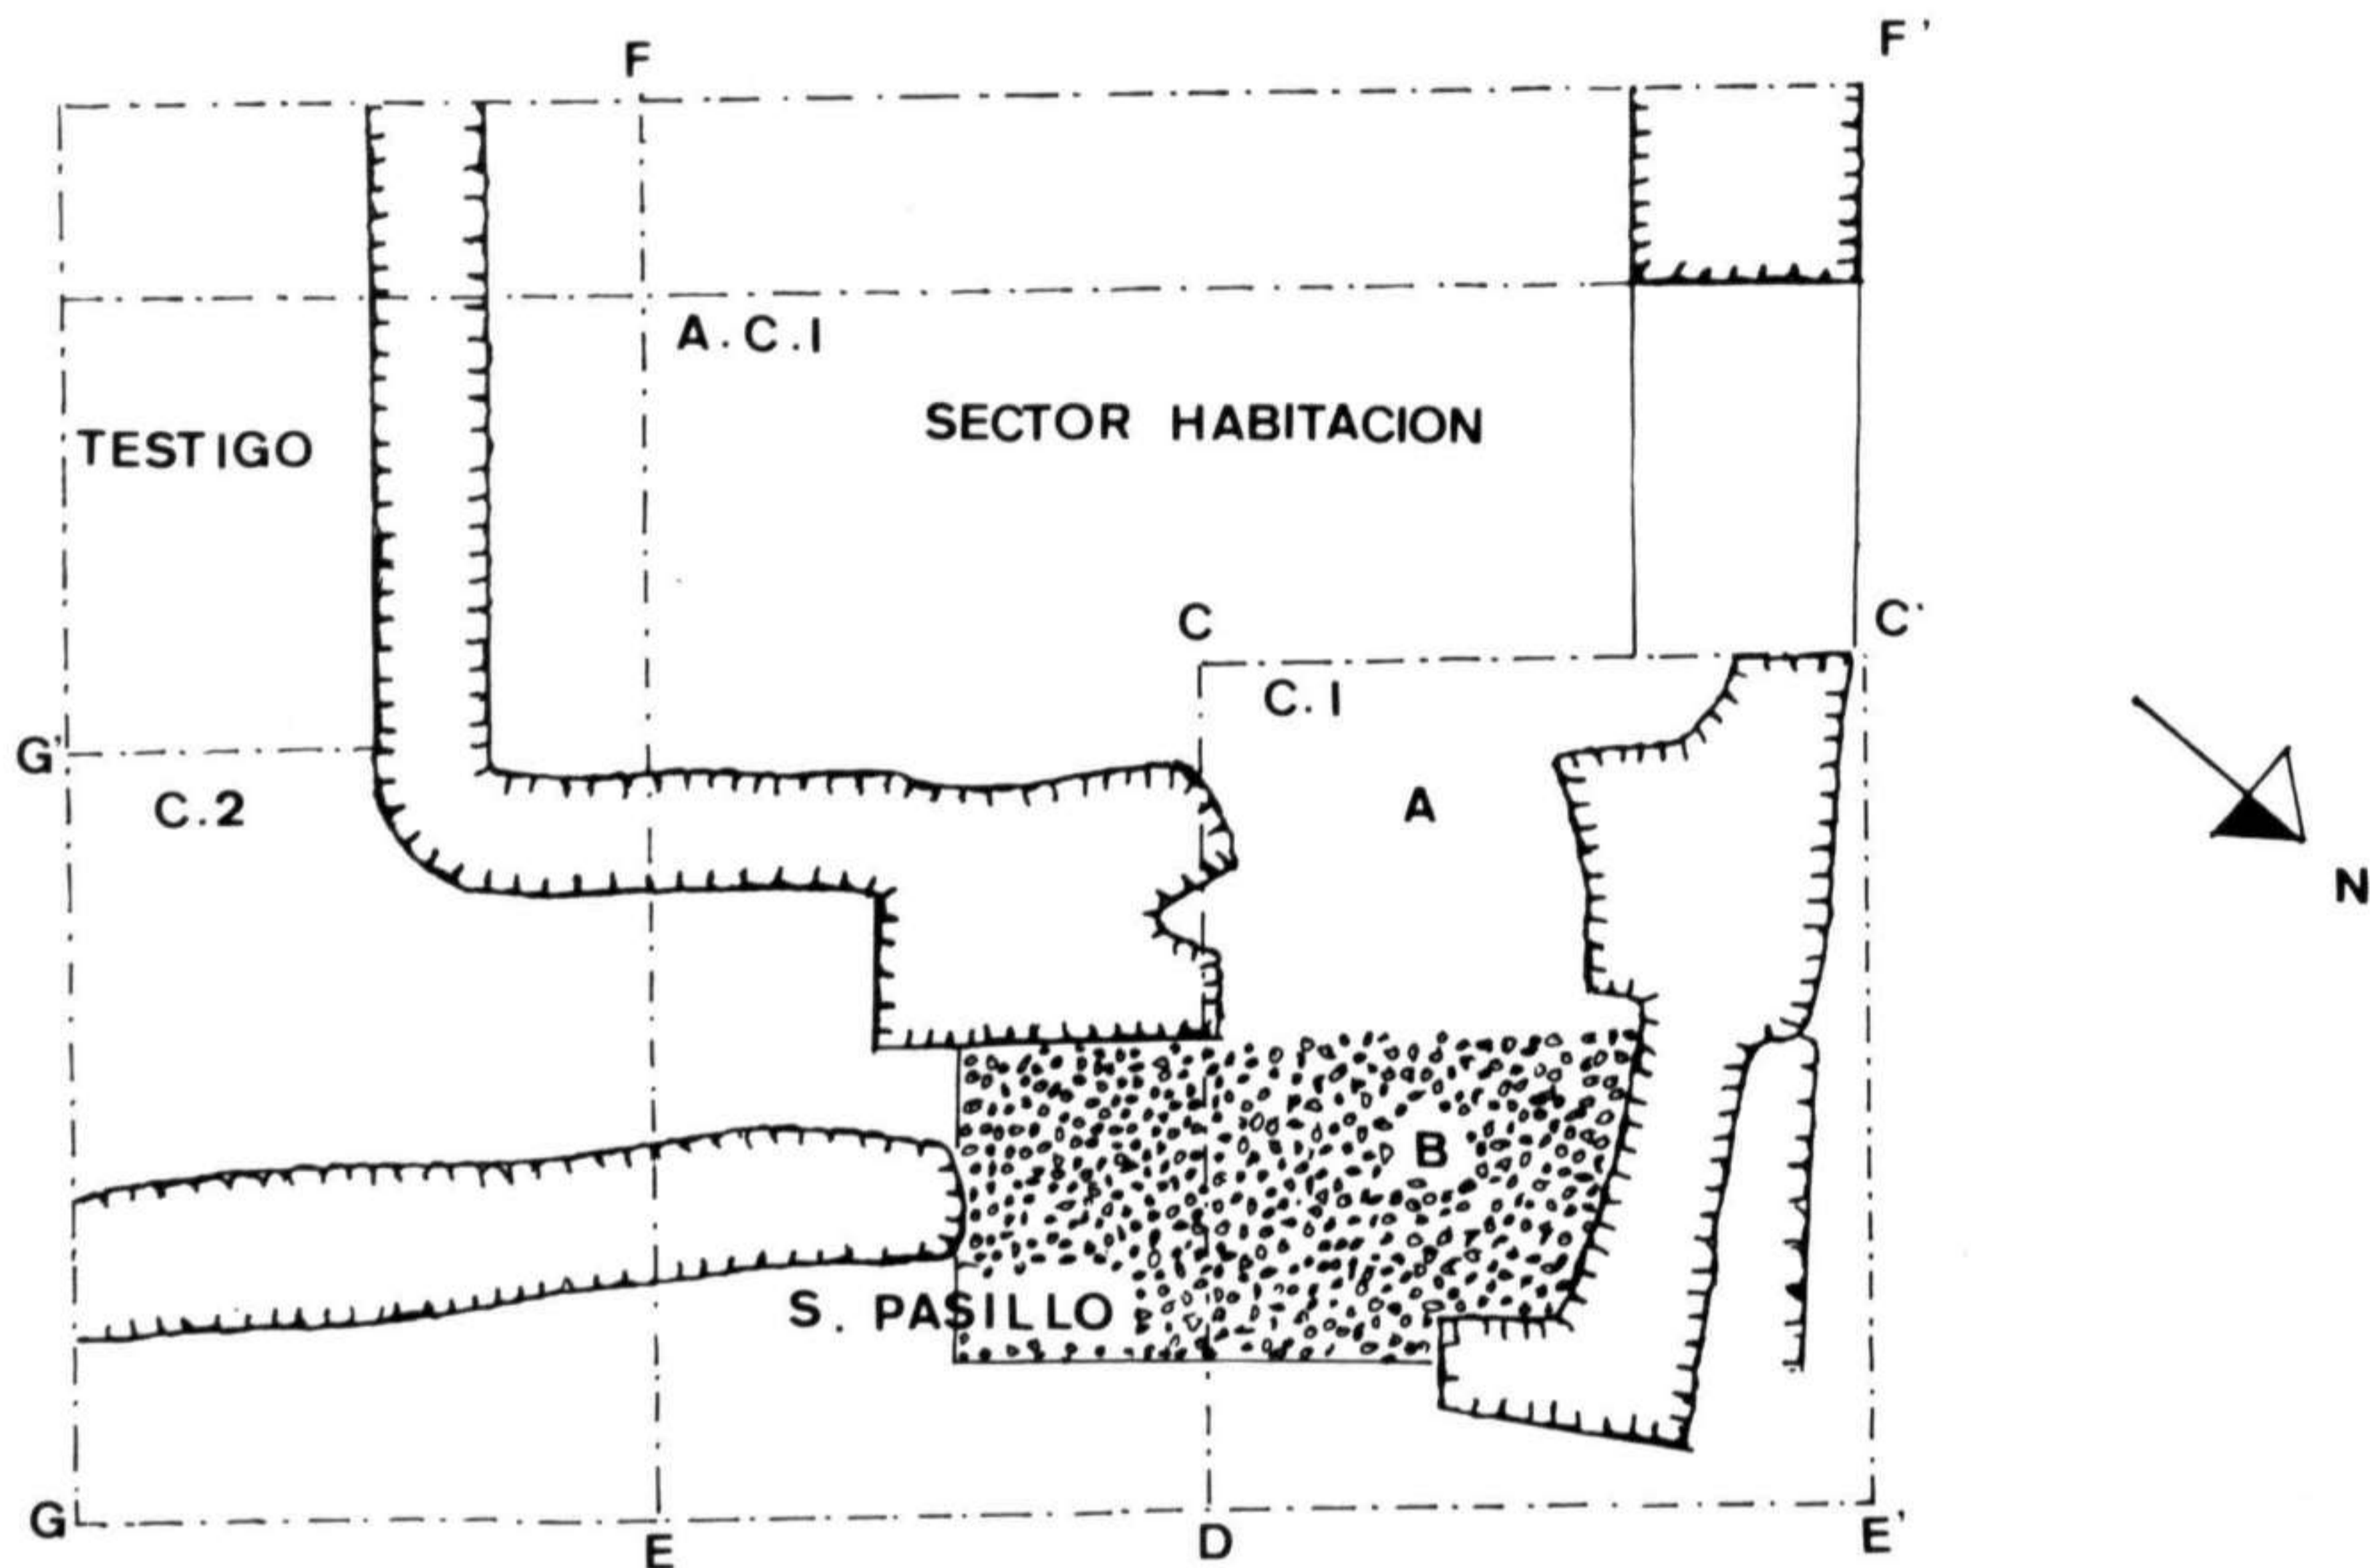 F
F'
A.C.I
SECTOR HABITACION
TESTIGO
C
C'
C.I
G'
C.2
A
N
B
S. PASILLO
G
E
D
E'